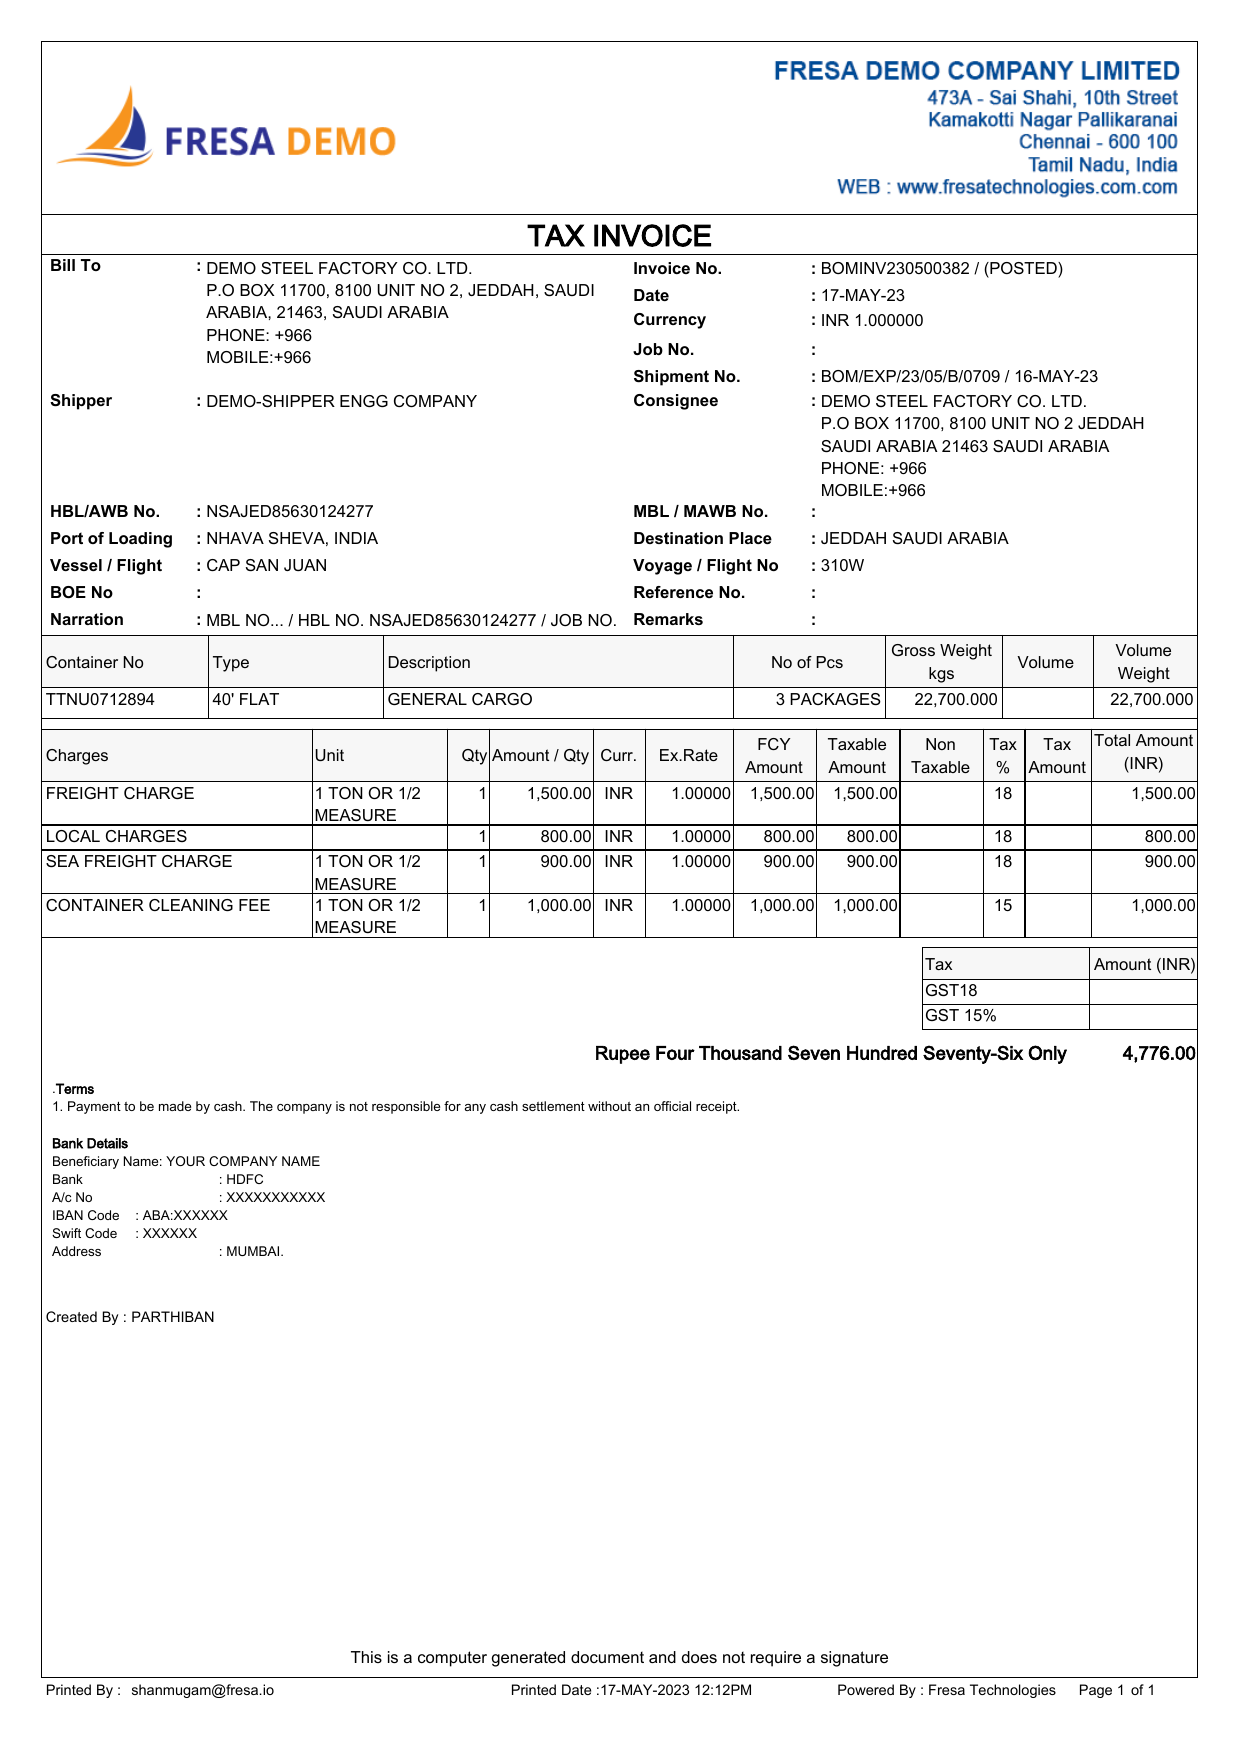 FRESA DEMO
FRESA DEMO COMPANY LIMITED
473A - Sai Shahi, 10th Street
Kamakotti Nagar Pallikaranai
Chennai - 600 100
Tamil Nadu, India
WEB : www.fresatechnologies.com.com
TAX INVOICE
Bill To : DEMO STEEL FACTORY CO. LTD.
P.O BOX 11700, 8100 UNIT NO 2, JEDDAH, SAUDI
ARABIA, 21463, SAUDI ARABIA
PHONE: +966
MOBILE:+966
Invoice No. : BOMINV230500382 / (POSTED)
Date : 17-MAY-23
Currency : INR 1.000000
Job No. :
Shipment No. : BOM/EXP/23/05/B/0709 / 16-MAY-23
Shipper : DEMO-SHIPPER ENGG COMPANY
Consignee : DEMO STEEL FACTORY CO. LTD.
P.O BOX 11700, 8100 UNIT NO 2 JEDDAH
SAUDI ARABIA 21463 SAUDI ARABIA
PHONE: +966
MOBILE:+966
HBL/AWB No. : NSAJED85630124277 MBL / MAWB No. :
Port of Loading : NHAVA SHEVA, INDIA Destination Place : JEDDAH SAUDI ARABIA
Vessel / Flight : CAP SAN JUAN Voyage / Flight No : 310W
BOE No : Reference No. :
Narration : MBL NO... / HBL NO. NSAJED85630124277 / JOB NO. Remarks :
Container No Type Description No of Pcs Gross Weight kgs Volume Volume Weight
TTNU0712894 40' FLAT GENERAL CARGO 3 PACKAGES 22,700.000 22,700.000
Charges Unit Qty Amount / Qty Curr. Ex.Rate FCY Amount Taxable Amount Non Taxable Tax % Tax Amount Total Amount (INR)
FREIGHT CHARGE 1 TON OR 1/2 MEASURE 1 1,500.00 INR 1.00000 1,500.00 1,500.00 18 1,500.00
LOCAL CHARGES 1 800.00 INR 1.00000 800.00 800.00 18 800.00
SEA FREIGHT CHARGE 1 TON OR 1/2 MEASURE 1 900.00 INR 1.00000 900.00 900.00 18 900.00
CONTAINER CLEANING FEE 1 TON OR 1/2 MEASURE 1 1,000.00 INR 1.00000 1,000.00 1,000.00 15 1,000.00
Tax Amount (INR)
GST18
GST 15%
Rupee Four Thousand Seven Hundred Seventy-Six Only 4,776.00
.Terms
1. Payment to be made by cash. The company is not responsible for any cash settlement without an official receipt.
Bank Details
Beneficiary Name: YOUR COMPANY NAME
Bank : HDFC
A/c No : XXXXXXXXXXX
IBAN Code : ABA:XXXXXX
Swift Code : XXXXXX
Address : MUMBAI.
Created By : PARTHIBAN
This is a computer generated document and does not require a signature
Printed By : shanmugam@fresa.io Printed Date :17-MAY-2023 12:12PM Powered By : Fresa Technologies Page 1 of 1